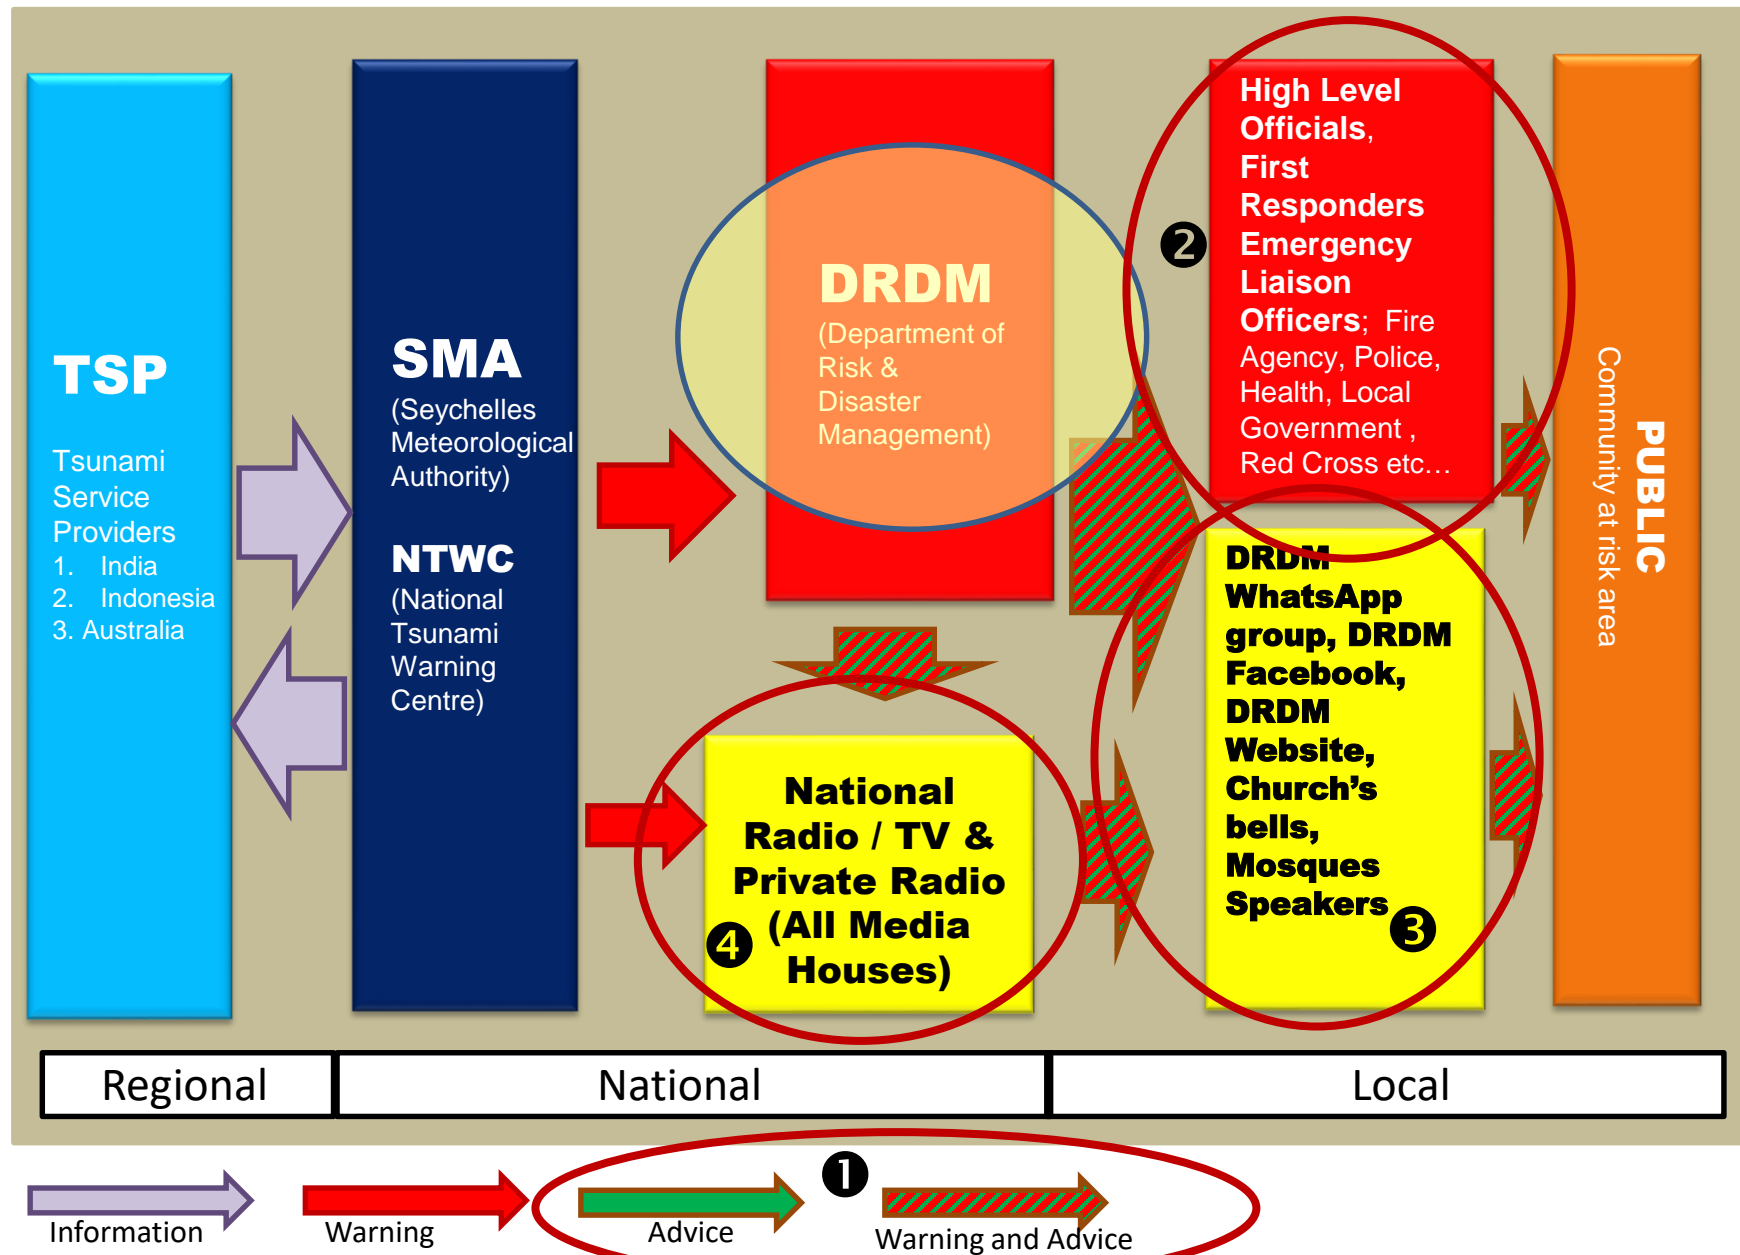 TSP
Tsunami
Service
Providers
1. India
2. Indonesia
3. Australia
SMA
(Seychelles
Meteorological
Authority)
NTWC
(National
Tsunami
Warning
Centre)
DRDM
(Department of
Risk &
Disaster
Management)
National
Radio / TV &
Private Radio
(All Media
Houses)
4
2
High Level
Officials,
First
Responders
Emergency
Liaison
Officers; Fire
Agency, Police,
Health, Local
Government ,
Red Cross etc...
DRDM
WhatsApp
group, DRDM
Facebook,
DRDM
Website,
Church’s
bells,
Mosques
Speakers
3
PUBLIC
Community at risk area
Regional
National
Local
1
Information
Warning
Advice
Warning and Advice